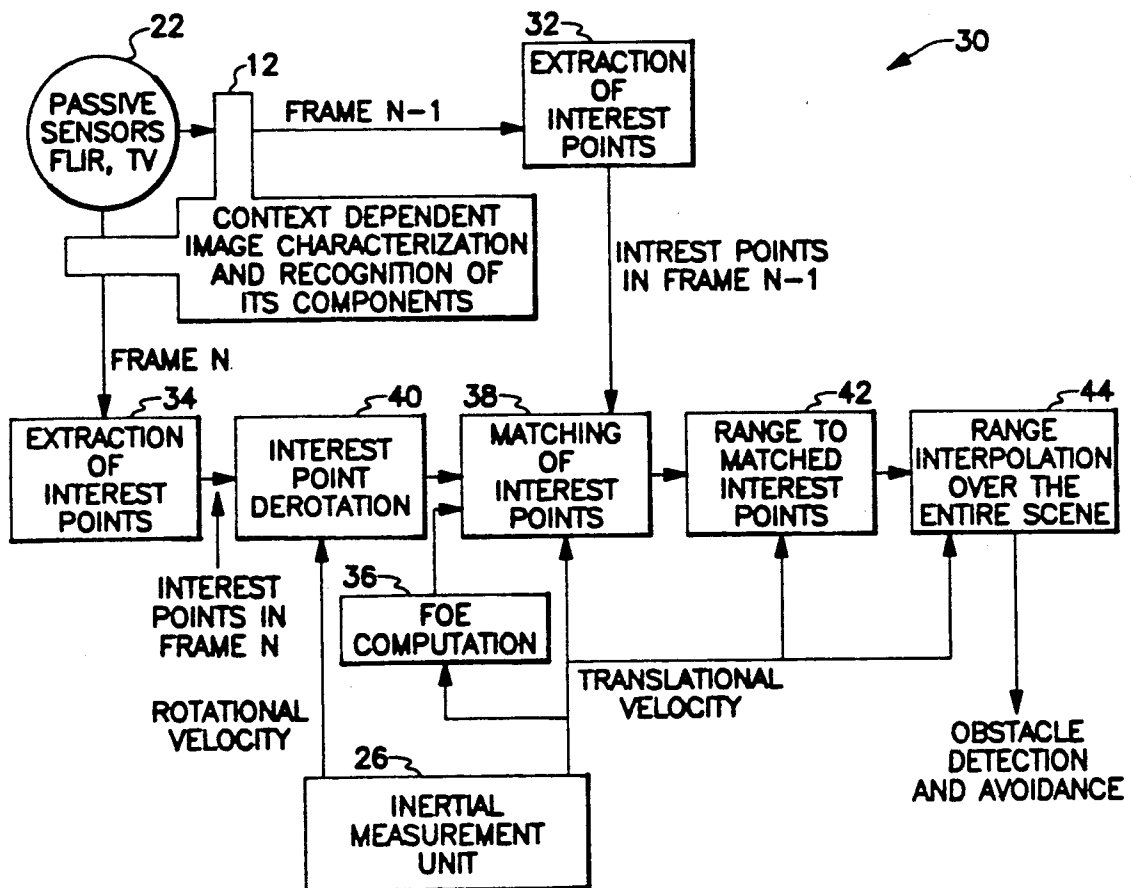 22
PASSIVE
SENSORS
FLIR, TV
12
FRAME N-1
32
EXTRACTION
OF
INTEREST
POINTS
30
CONTEXT DEPENDENT
IMAGE CHARACTERIZATION
AND RECOGNITION OF
ITS COMPONENTS
INTREST POINTS
IN FRAME N-1
FRAME N
34
EXTRACTION
OF
INTEREST
POINTS
40
INTEREST
POINT
DEROTATION
38
MATCHING
OF
INTEREST
POINTS
42
RANGE TO
MATCHED
INTEREST
POINTS
44
RANGE
INTERPOLATION
OVER THE
ENTIRE SCENE
INTEREST
POINTS IN
FRAME N
36
FOE
COMPUTATION
ROTATIONAL
VELOCITY
TRANSLATIONAL
VELOCITY
OBSTACLE
DETECTION
AND AVOIDANCE
26
INERTIAL
MEASUREMENT
UNIT